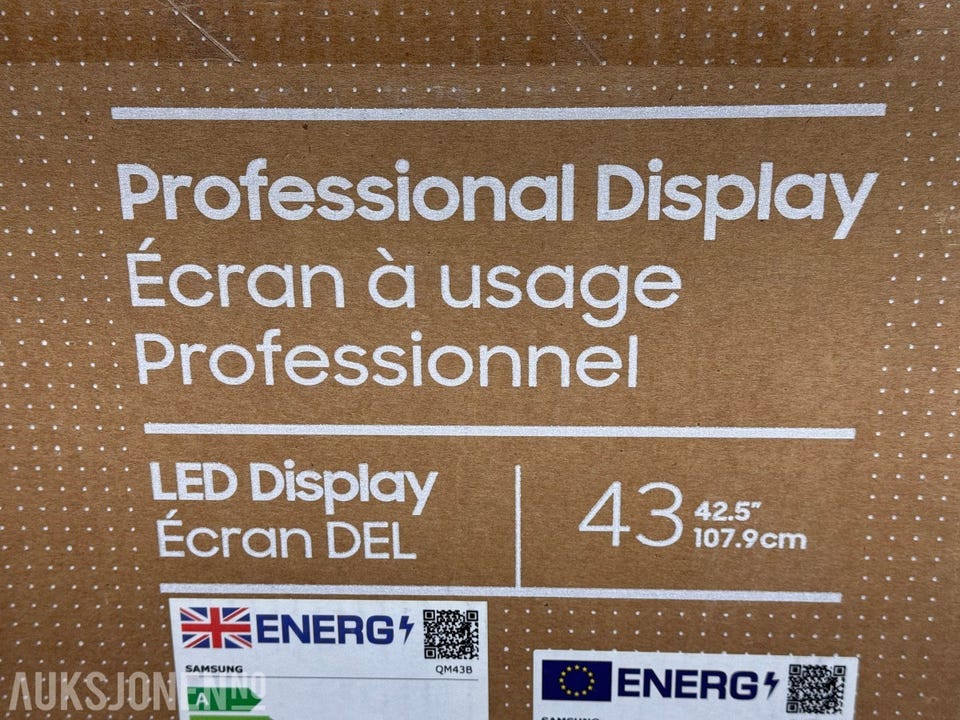 Professional Display
Écran à usage
Professionnel
LED Display
Écran DEL
43
42.5"
107.9cm
ENERG
SAMSUNG
QM43B
A
ENERG
SAMSUNG
AUKSJONEN.NO